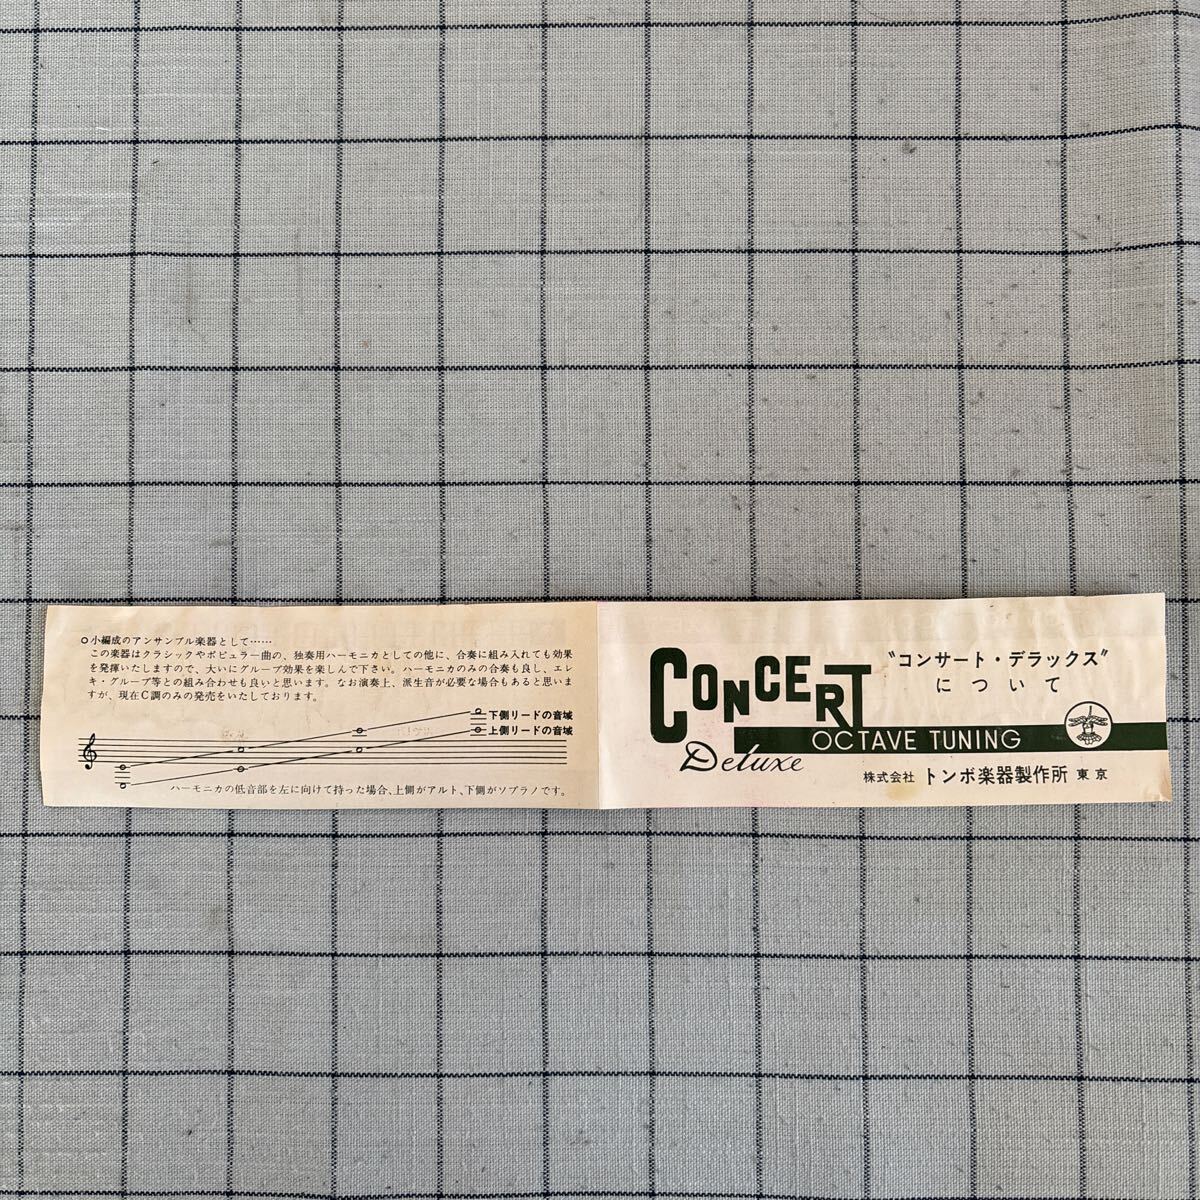 ○小編成のアンサンブル楽器として……
この楽器はクラシックやポピュラー曲の、独奏用ハーモニカとしての他に、合奏に組み入れても効果
を発揮いたしますので、大いにグループ効果を楽しんで下さい。ハーモニカのみの合奏も良し、エレ
キ・グループ等との組み合わせも良いと思います。なお演奏上、派生音が必要な場合もあると思いま
すが、現在C調のみの発売をいたしております。
下側リードの音域
上側リードの音域
ハーモニカの低音部を左に向けて持った場合、上側がアルト、下側がソプラノです。
CONCERT
Deluxe
OCTAVE TUNING
"コンサート・デラックス"
について
株式会社 トンボ楽器製作所 東京